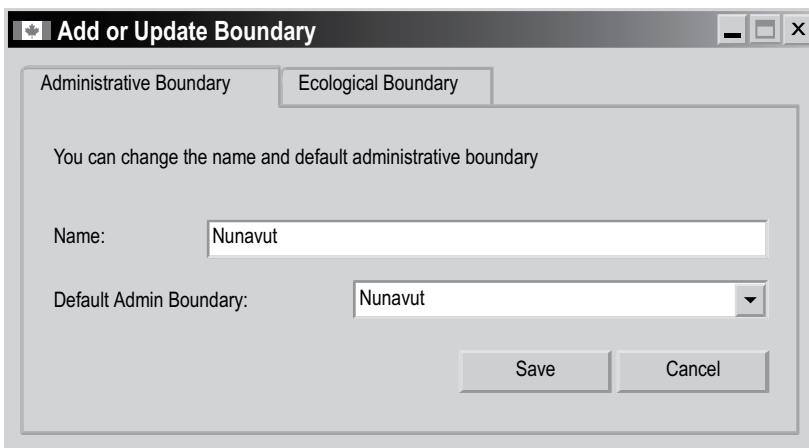 Add or Update Boundary
Administrative Boundary
Ecological Boundary
You can change the name and default administrative boundary
Name:
Nunavut
Default Admin Boundary:
Nunavut
Save
Cancel